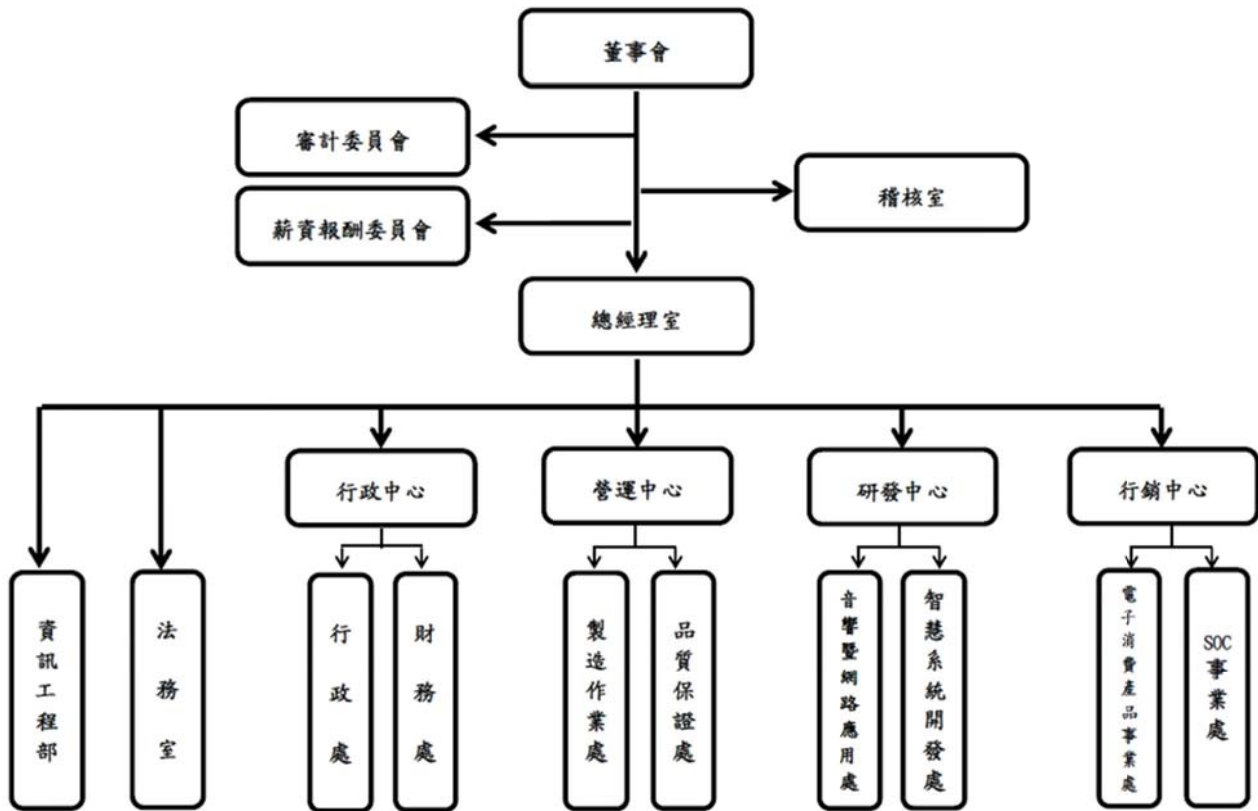 董事會
審計委員會
稽核室
薪資報酬委員會
總經理室
行政中心
營運中心
研發中心
行銷中心
資訊工程部
法務室
行政處
財務處
製造作業處
品質保證處
音響暨網路應用處
智慧系統開發處
電子消費產品事業處
SOC事業處